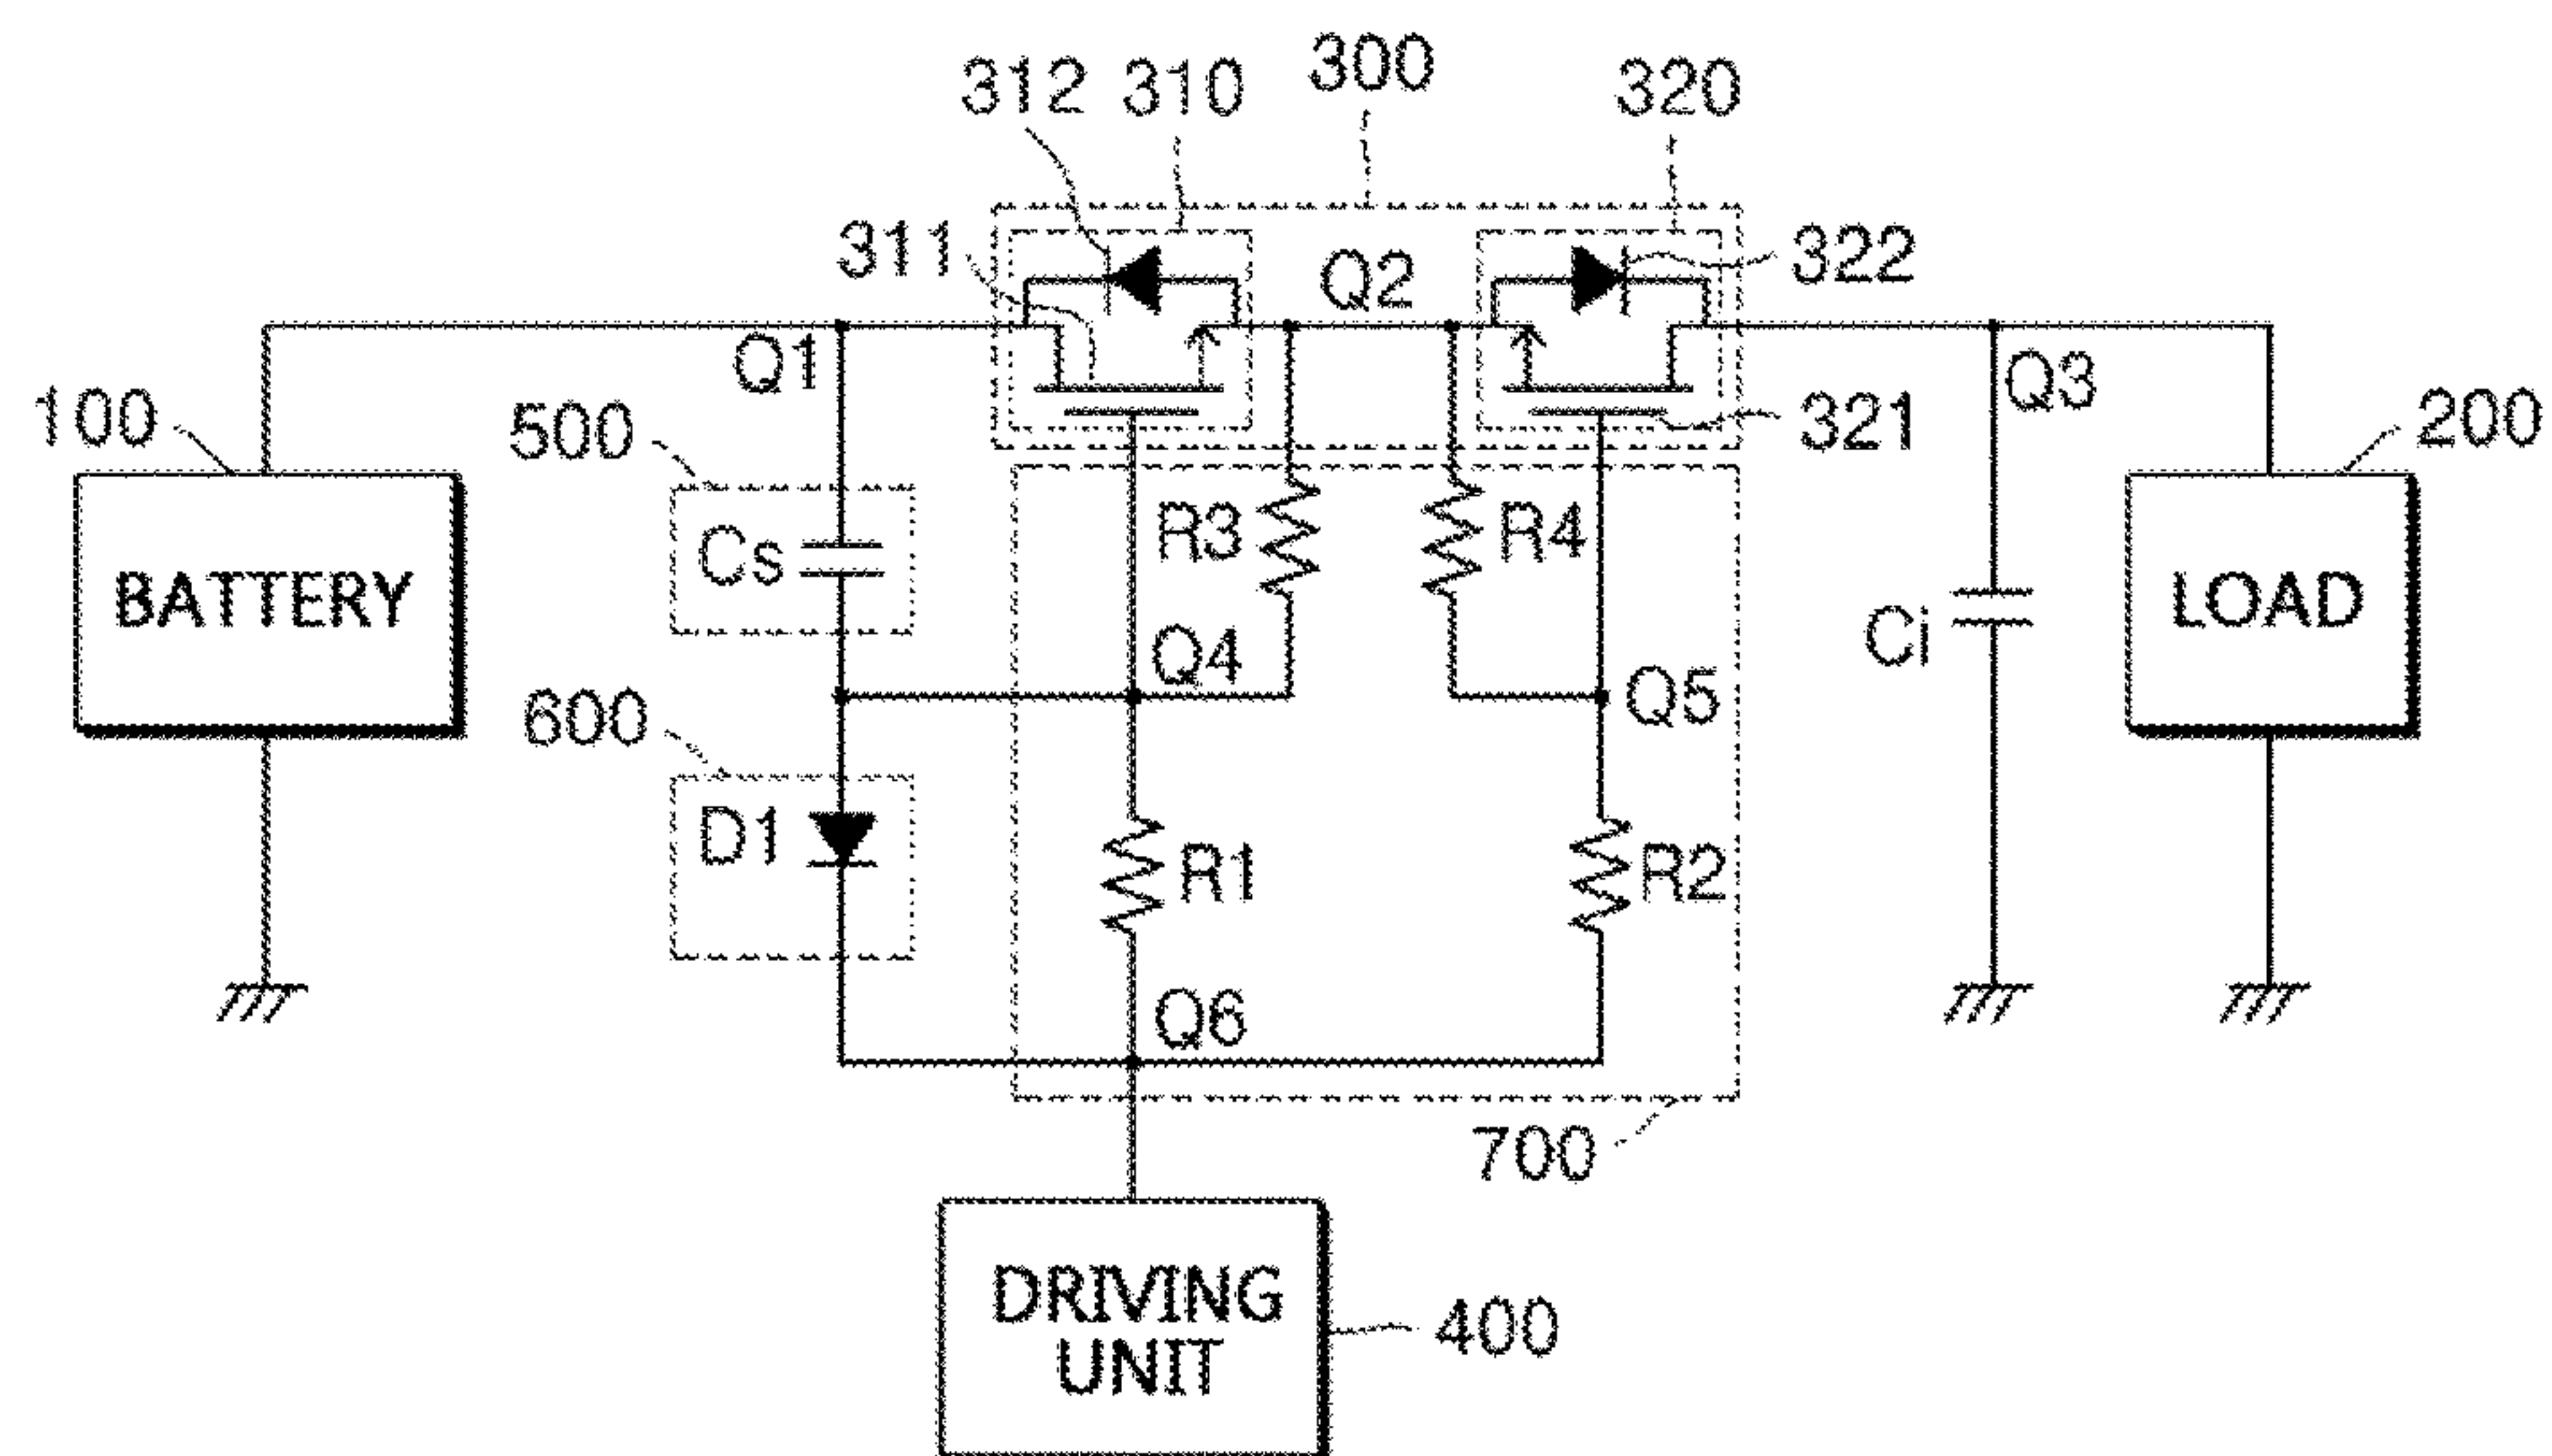 300
312 310 320
311 Q2 322
Q1 Q3
100 500 321 200
Cs R3 R4
BATTERY LOAD
Ci
Q4
600 Q5
D1 R1 R2
Q6
700
DRIVING
UNIT
400